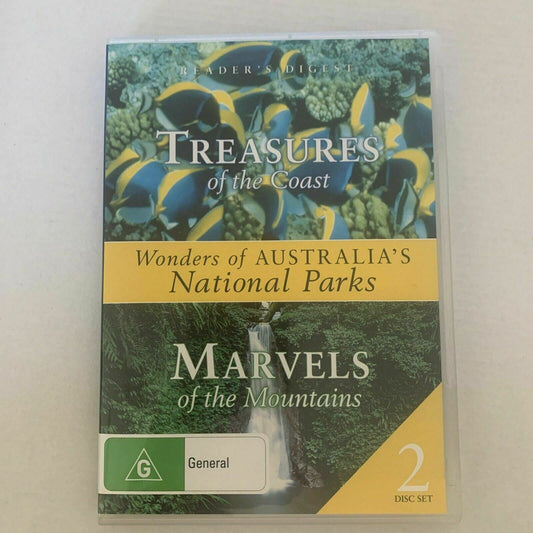 READER'S DIGEST
TREASURES
of the Coast
Wonders of AUSTRALIA'S
National Parks
MARVELS
of the Mountains
G
General
2
DISC SET